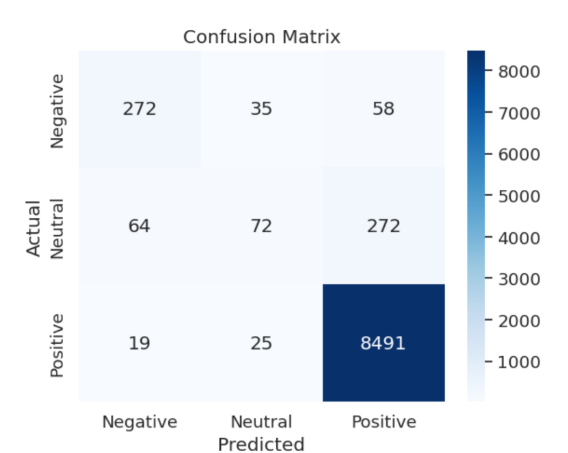 Confusion Matrix
Actual
Negative
272 35 58
Neutral
64 72 272
Positive
19 25 8491
Negative Neutral Positive
Predicted
8000
7000
6000
5000
4000
3000
2000
1000